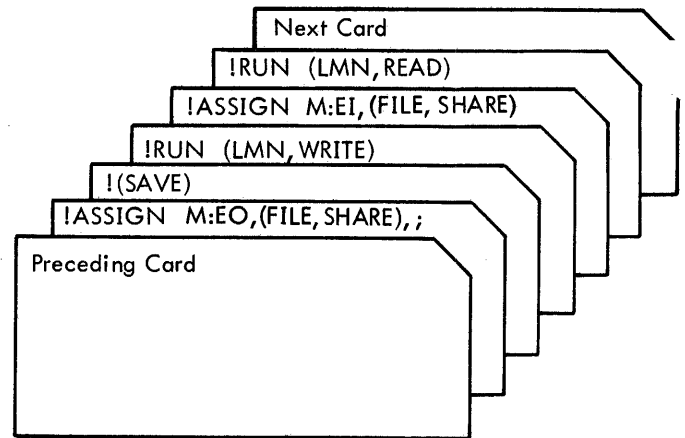 Next Card
!RUN (LMN, READ)
!ASSIGN M:EI, (FILE, SHARE)
!RUN (LMN, WRITE)
!(SAVE)
!ASSIGN M:EO,(FILE, SHARE), ;
Preceding Card